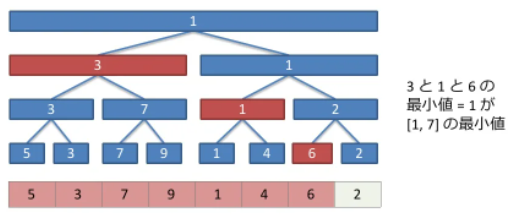 1
3 1
3 7 1 2
5 3 7 9 1 4 6 2
5 3 7 9 1 4 6 2
3 と 1 と 6 の
最小値 = 1 が
[1, 7] の最小値